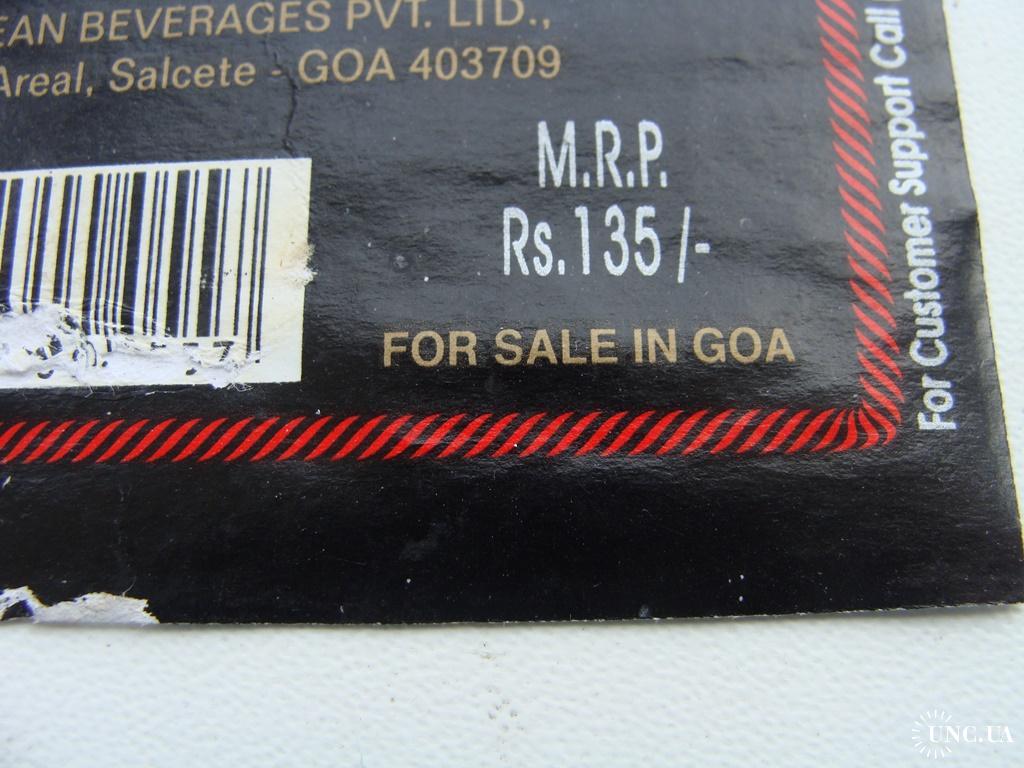 EAN BEVERAGES PVT. LTD.,
Areal, Salcete - GOA 403709
M.R.P.
Rs.135/-
FOR SALE IN GOA
For Customer Support Call
UNC.UA